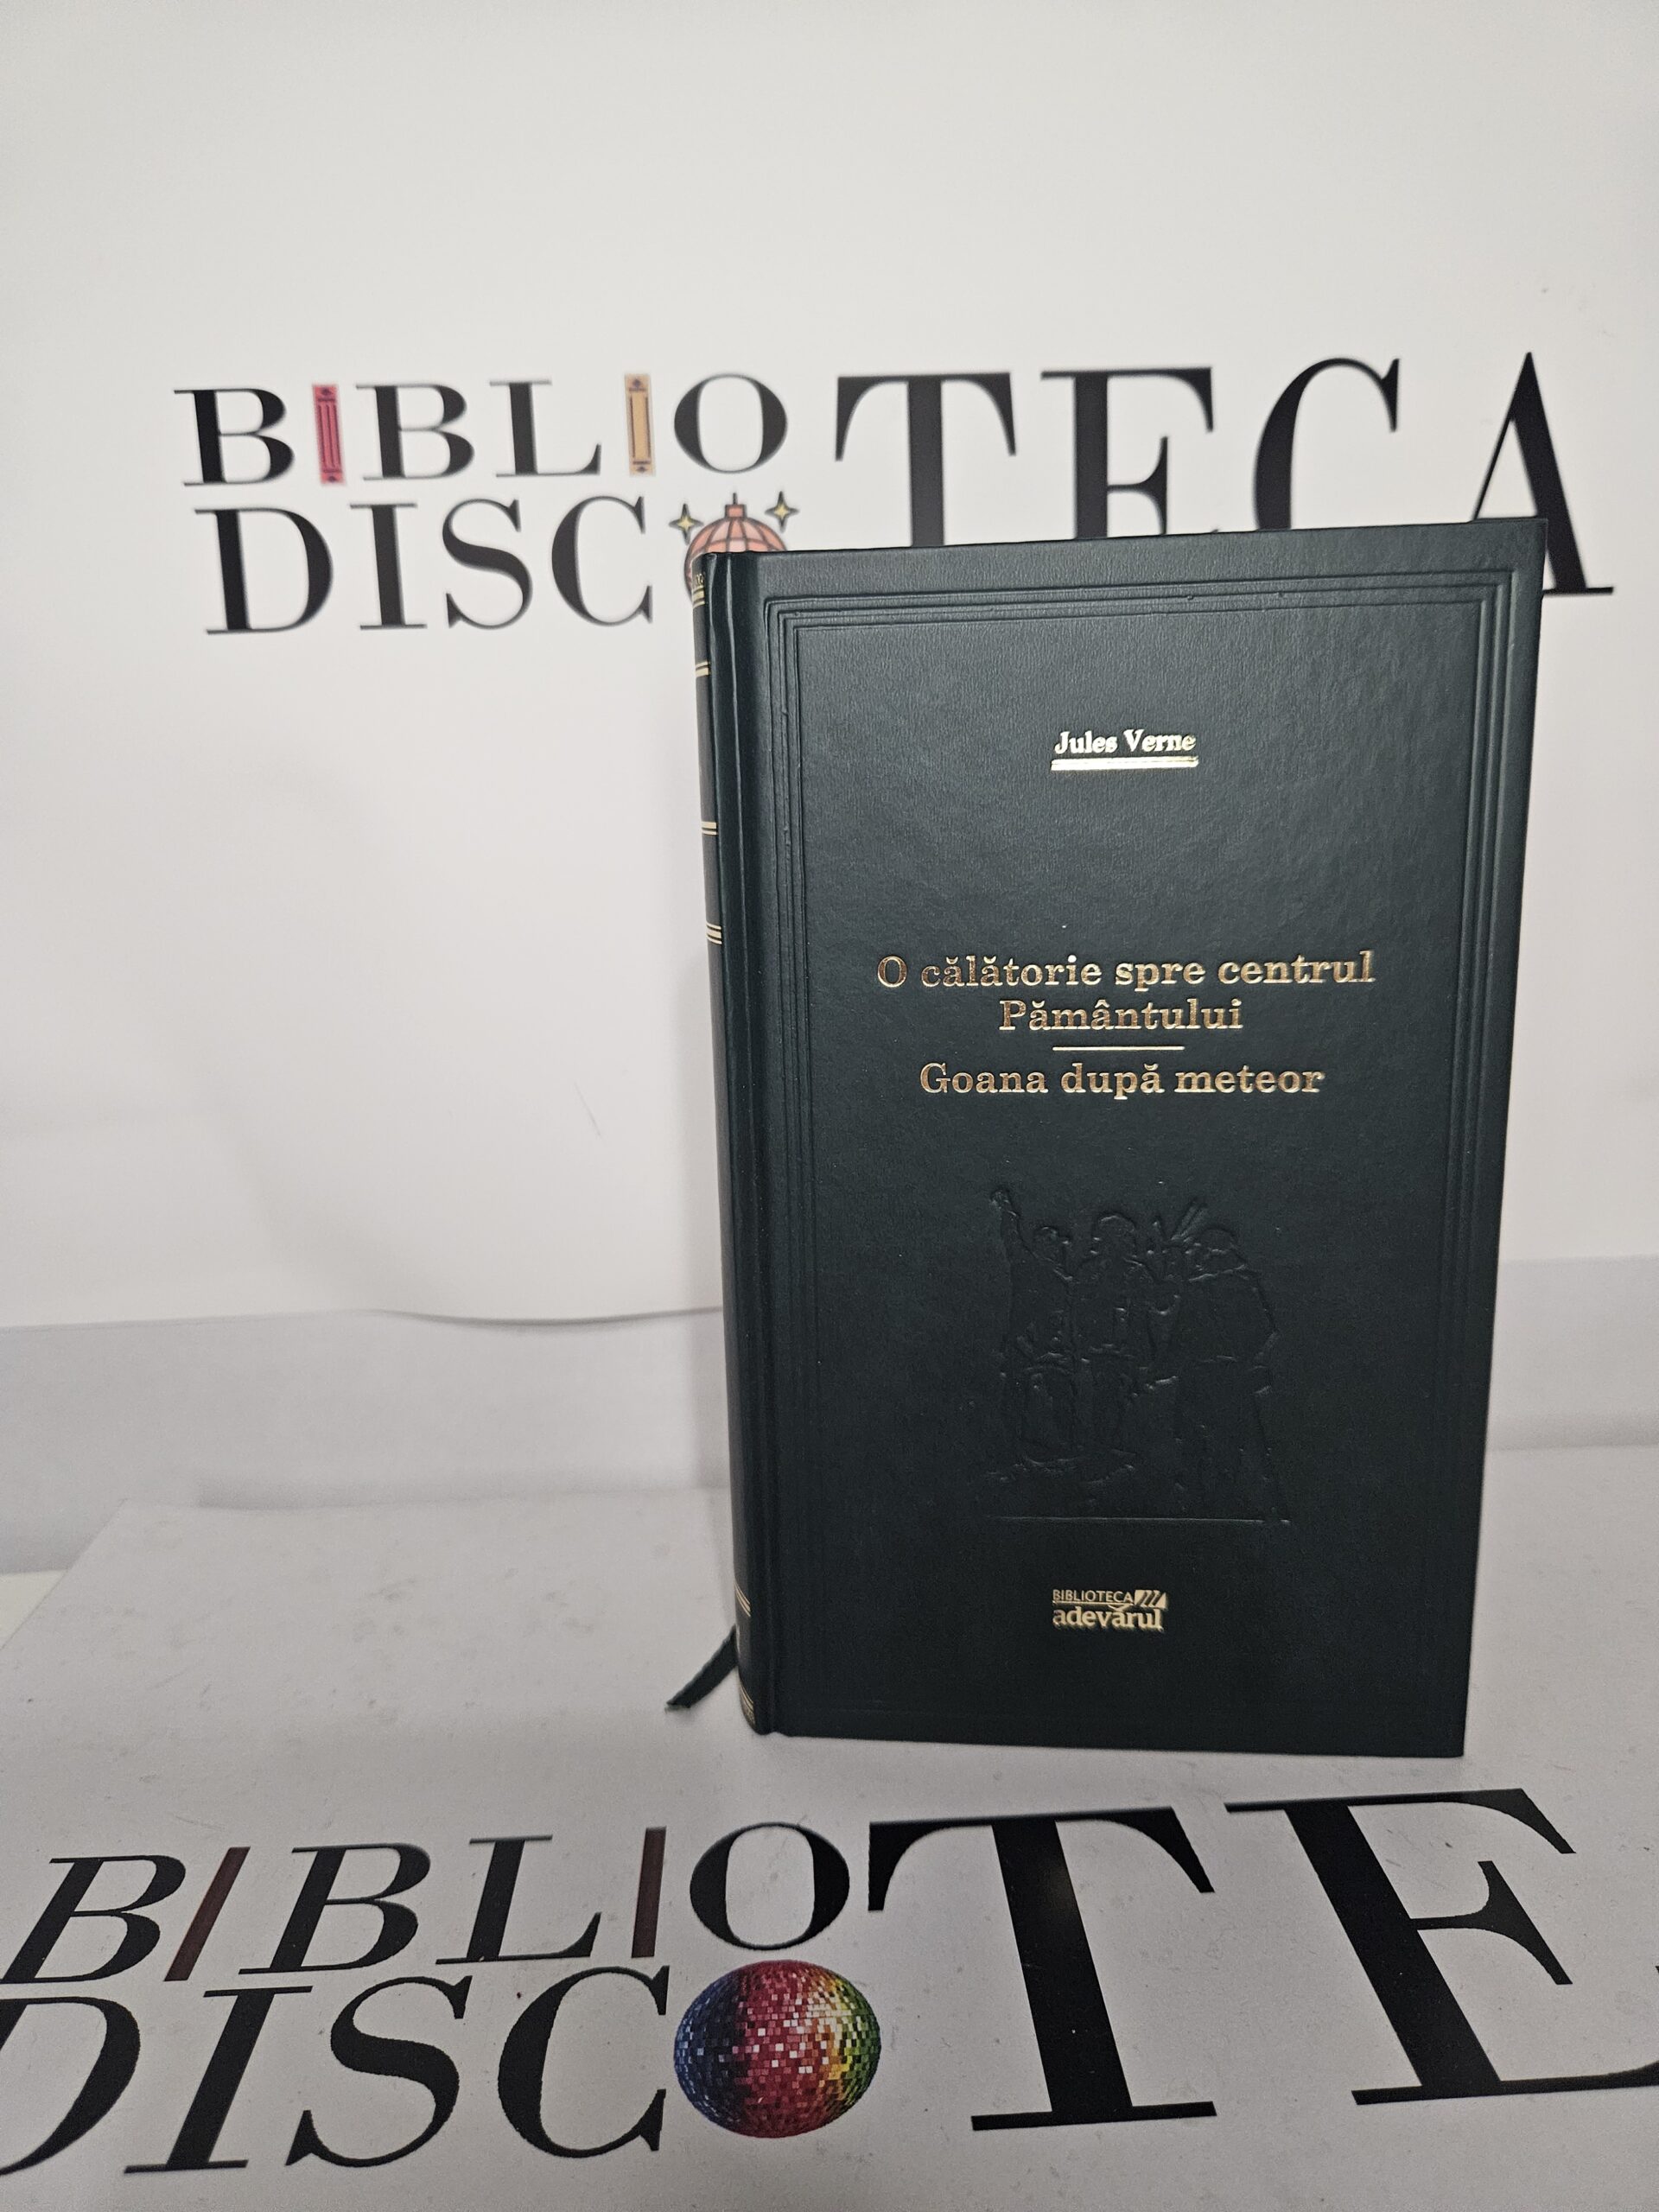 BIBLIOTECA
DISCO
Jules Verne
O călătorie spre centrul
Pământului
Goana după meteor
BIBLIOTECA
adevărul
BIBLIOTE
DISCO